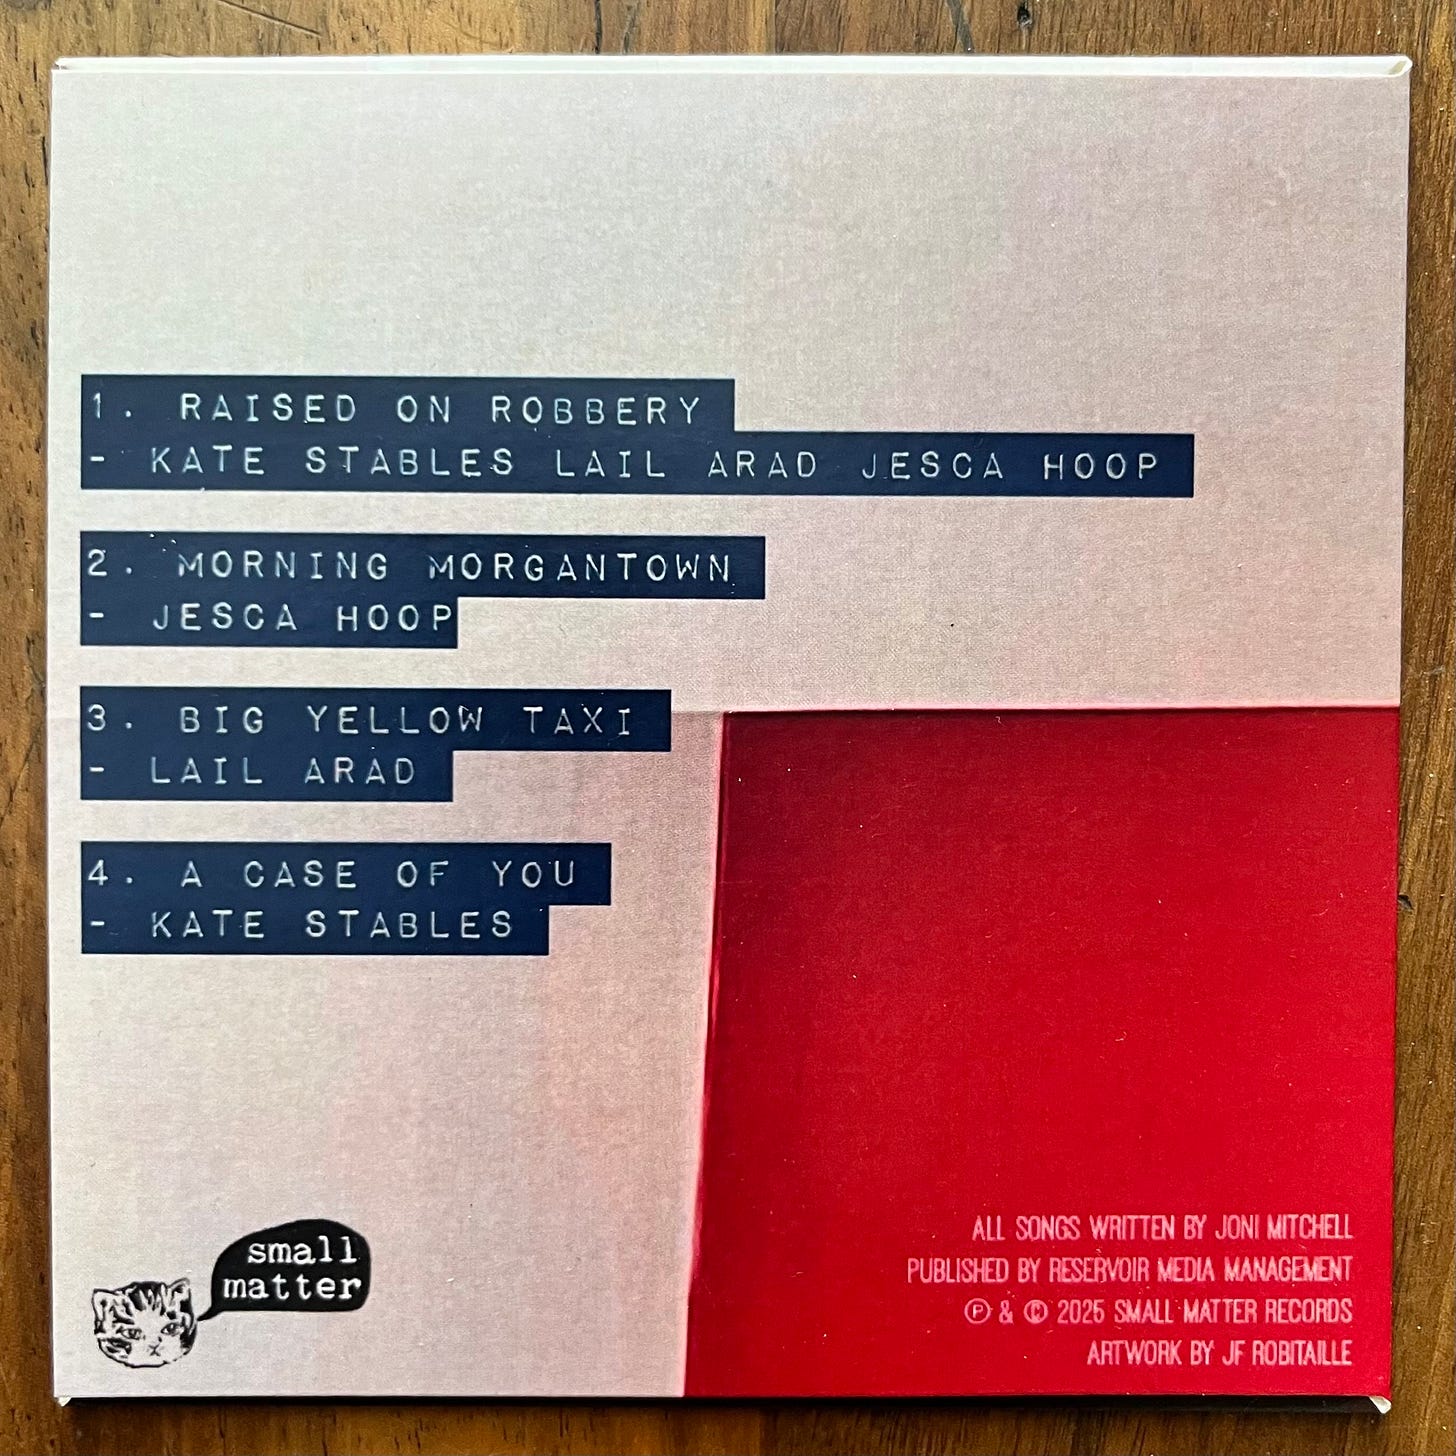 1. RAISED ON ROBBERY
- KATE STABLES LAIL ARAD JESCA HOOP
2. MORNING MORGANTOWN
- JESCA HOOP
3. BIG YELLOW TAXI
- LAIL ARAD
4. A CASE OF YOU
- KATE STABLES
small
matter
ALL SONGS WRITTEN BY JONI MITCHELL
PUBLISHED BY RESERVOIR MEDIA MANAGEMENT
℗ & © 2025 SMALL MATTER RECORDS
ARTWORK BY JF ROBITAILLE